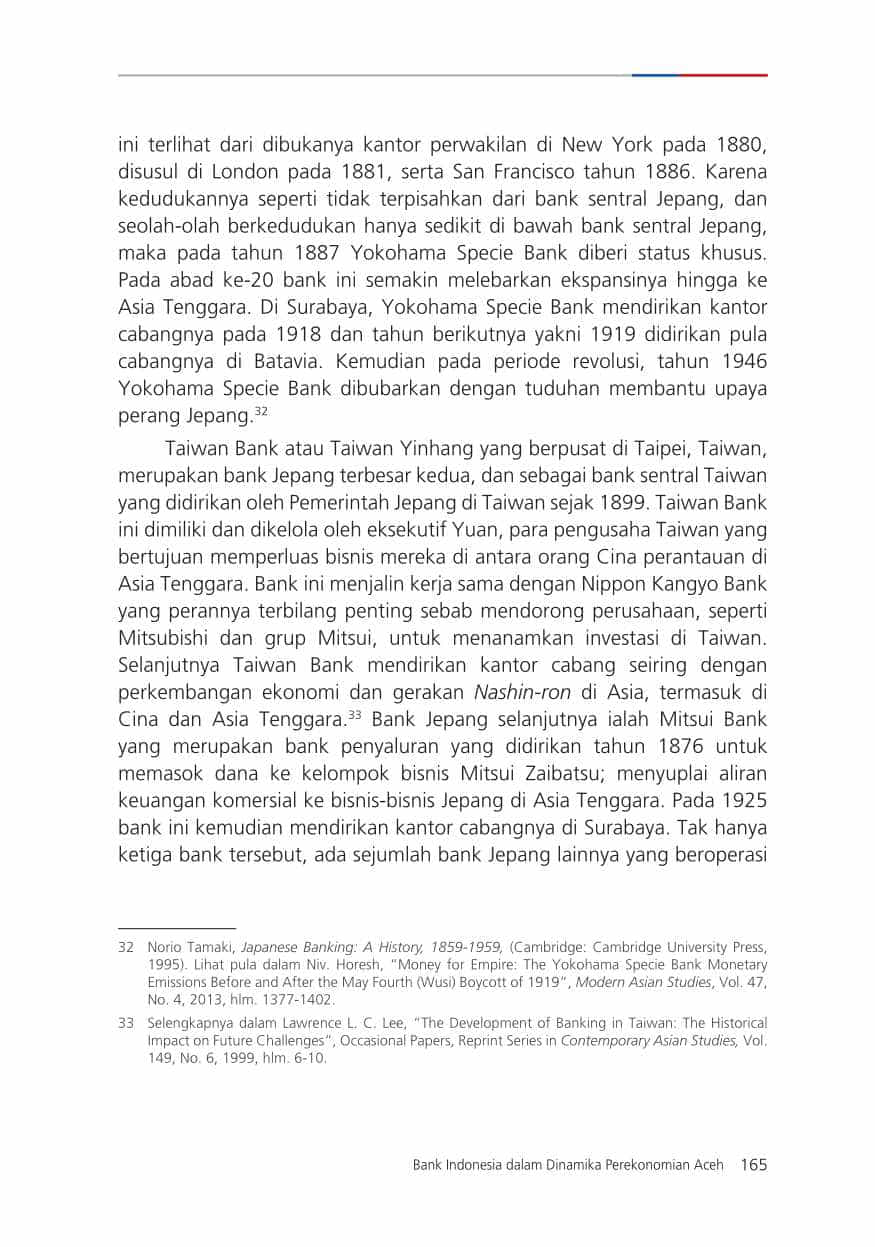 ini terlihat dari dibukanya kantor perwakilan di New York pada 1880,
disusul di London pada 1881, serta San Francisco tahun 1886. Karena
kedudukannya seperti tidak terpisahkan dari bank sentral Jepang, dan
seolah-olah berkedudukan hanya sedikit di bawah bank sentral Jepang,
maka pada tahun 1887 Yokohama Specie Bank diberi status khusus.
Pada abad ke-20 bank ini semakin melebarkan ekspansinya hingga ke
Asia Tenggara. Di Surabaya, Yokohama Specie Bank mendirikan kantor
cabangnya pada 1918 dan tahun berikutnya yakni 1919 didirikan pula
cabangnya di Batavia. Kemudian pada periode revolusi, tahun 1946
Yokohama Specie Bank dibubarkan dengan tuduhan membantu upaya
perang Jepang.32
Taiwan Bank atau Taiwan Yinhang yang berpusat di Taipei, Taiwan,
merupakan bank Jepang terbesar kedua, dan sebagai bank sentral Taiwan
yang didirikan oleh Pemerintah Jepang di Taiwan sejak 1899. Taiwan Bank
ini dimiliki dan dikelola oleh eksekutif Yuan, para pengusaha Taiwan yang
bertujuan memperluas bisnis mereka di antara orang Cina perantauan di
Asia Tenggara. Bank ini menjalin kerja sama dengan Nippon Kangyo Bank
yang perannya terbilang penting sebab mendorong perusahaan, seperti
Mitsubishi dan grup Mitsui, untuk menanamkan investasi di Taiwan.
Selanjutnya Taiwan Bank mendirikan kantor cabang seiring dengan
perkembangan ekonomi dan gerakan Nashin-ron di Asia, termasuk di
Cina dan Asia Tenggara.33 Bank Jepang selanjutnya ialah Mitsui Bank
yang merupakan bank penyaluran yang didirikan tahun 1876 untuk
memasok dana ke kelompok bisnis Mitsui Zaibatsu; menyuplai aliran
keuangan komersial ke bisnis-bisnis Jepang di Asia Tenggara. Pada 1925
bank ini kemudian mendirikan kantor cabangnya di Surabaya. Tak hanya
ketiga bank tersebut, ada sejumlah bank Jepang lainnya yang beroperasi
32 Norio Tamaki, Japanese Banking: A History, 1859-1959, (Cambridge: Cambridge University Press,
1995). Lihat pula dalam Niv. Horesh, “Money for Empire: The Yokohama Specie Bank Monetary
Emissions Before and After the May Fourth (Wusi) Boycott of 1919”, Modern Asian Studies, Vol. 47,
No. 4, 2013, hlm. 1377-1402.
33 Selengkapnya dalam Lawrence L. C. Lee, “The Development of Banking in Taiwan: The Historical
Impact on Future Challenges”, Occasional Papers, Reprint Series in Contemporary Asian Studies, Vol.
149, No. 6, 1999, hlm. 6-10.
Bank Indonesia dalam Dinamika Perekonomian Aceh 165